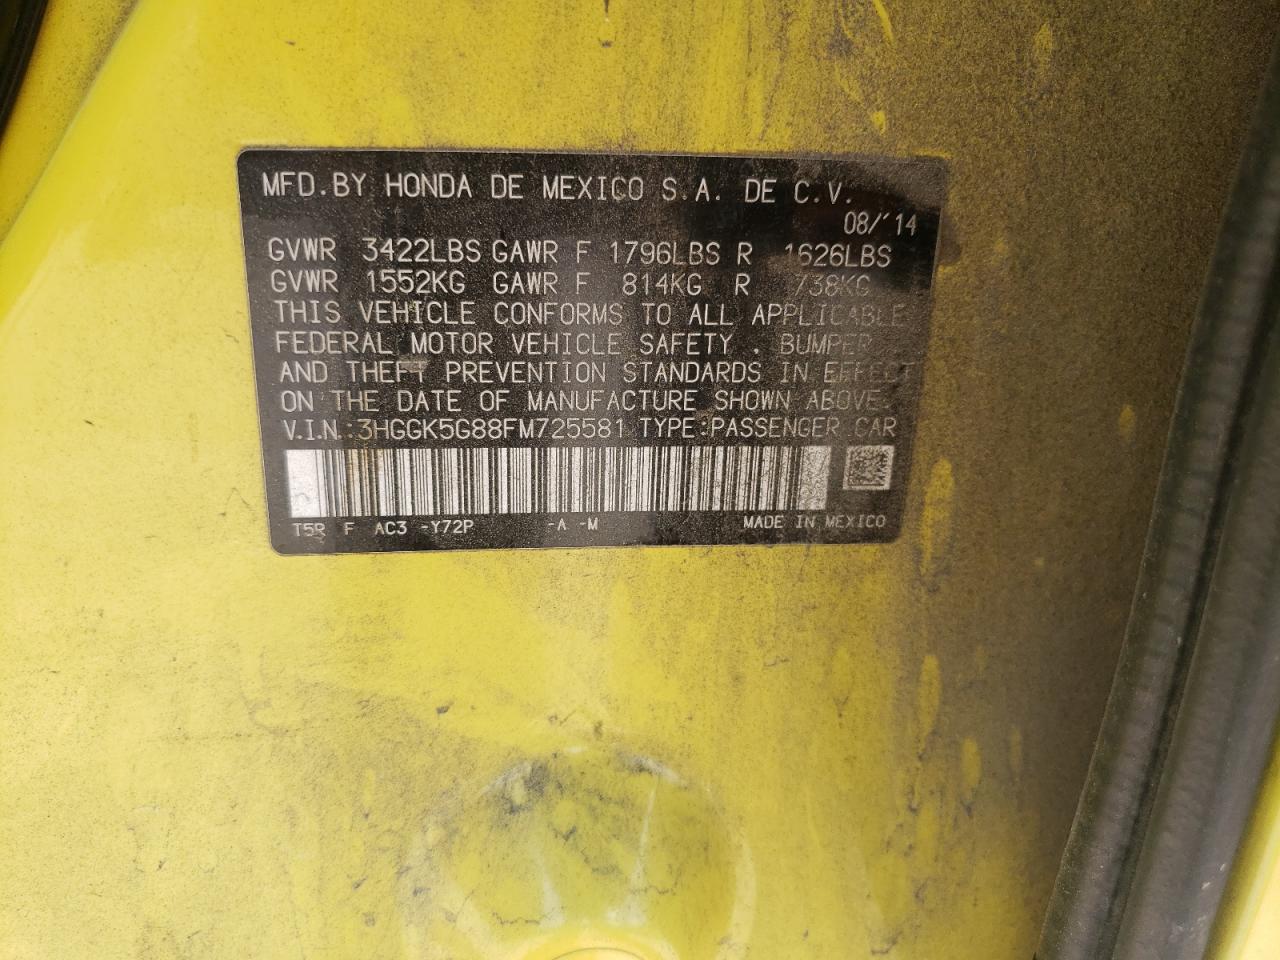 MFD.BY HONDA DE MEXICO S.A. DE C.V.
08/'14
GVWR 3422LBS GAWR F 1796LBS R 1626LBS
GVWR 1552KG GAWR F 814KG R 738KG
THIS VEHICLE CONFORMS TO ALL APPLICABLE
FEDERAL MOTOR VEHICLE SAFETY , BUMPER
AND THEFT PREVENTION STANDARDS IN EFFECT
ON THE DATE OF MANUFACTURE SHOWN ABOVE.
V.I.N.:3HGGK5G88FM725581 TYPE:PASSENGER CAR
T5R F AC3 -Y72P -A -M MADE IN MEXICO